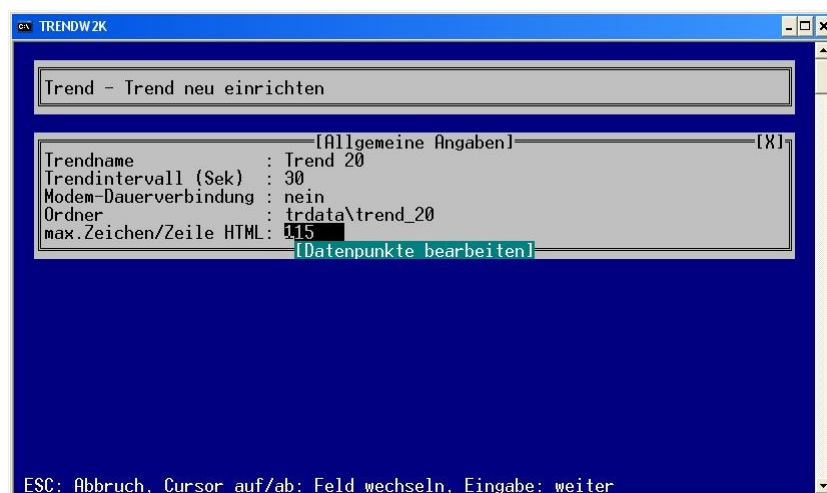 TRENDW2K
Trend - Trend neu einrichten
[Allgemeine Angaben] [X]
Trendname : Trend 20
Trendintervall (Sek) : 30
Modem-Dauerverbindung : nein
Ordner : trdata\trend_20
max.Zeichen/Zeile HTML: 115
[Datenpunkte bearbeiten]
ESC: Abbruch, Cursor auf/ab: Feld wechseln, Eingabe: weiter